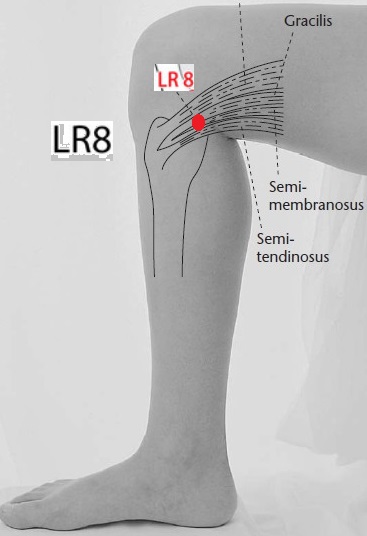 Gracilis
LR 8
LR8
Semi-
membranosus
Semi-
tendinosus